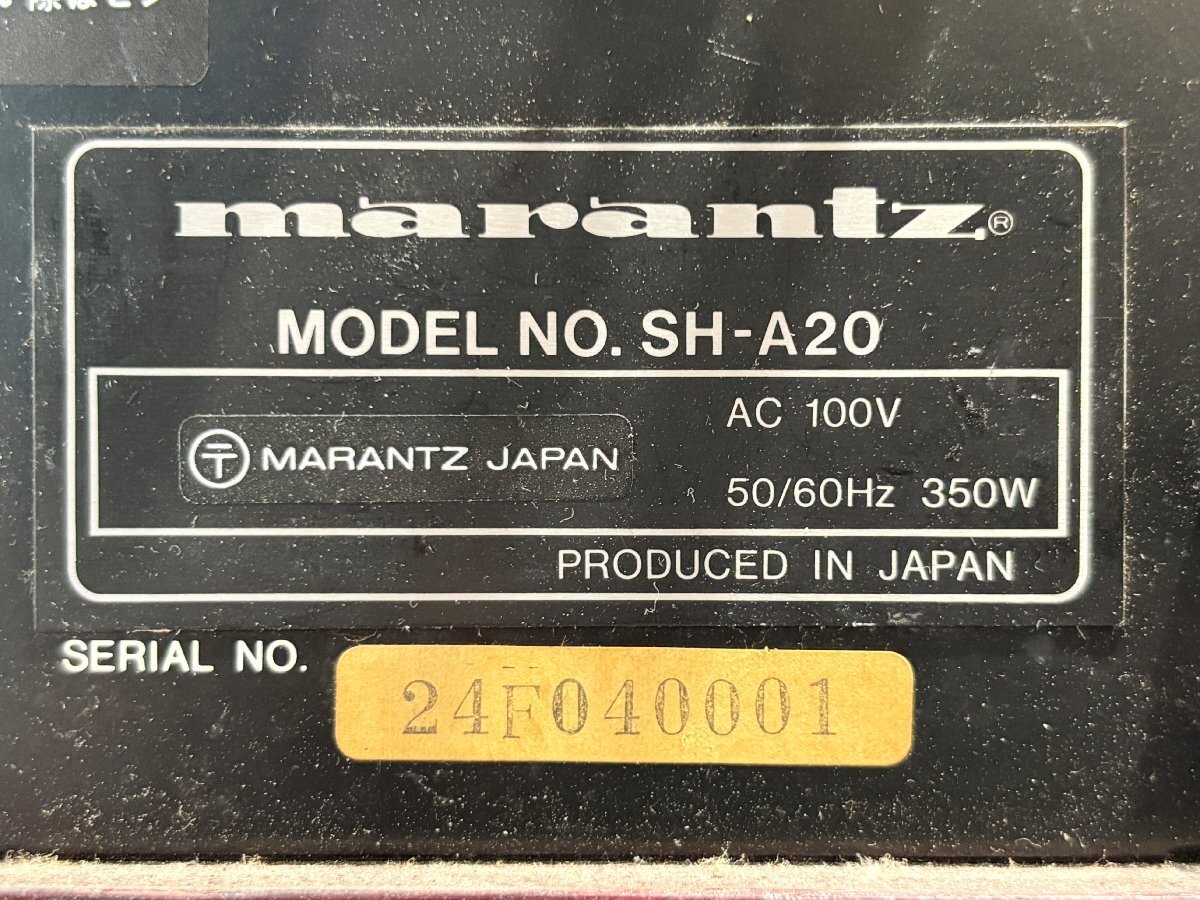 marantz®
MODEL NO. SH-A20
AC 100V
〒 MARANTZ JAPAN
50/60Hz 350W
PRODUCED IN JAPAN
SERIAL NO.
24F040001